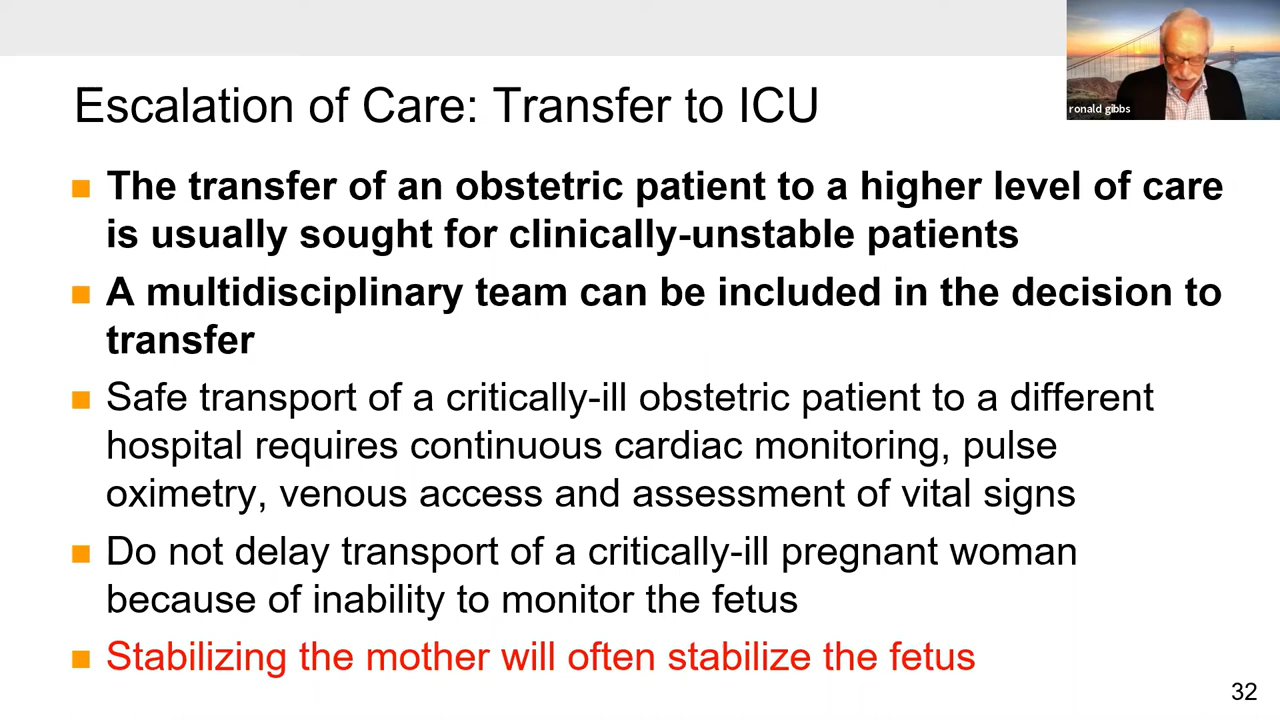 ronald gibbs
Escalation of Care: Transfer to ICU
The transfer of an obstetric patient to a higher level of care
is usually sought for clinically-unstable patients
A multidisciplinary team can be included in the decision to
transfer
Safe transport of a critically-ill obstetric patient to a different
hospital requires continuous cardiac monitoring, pulse
oximetry, venous access and assessment of vital signs
Do not delay transport of a critically-ill pregnant woman
because of inability to monitor the fetus
Stabilizing the mother will often stabilize the fetus
32